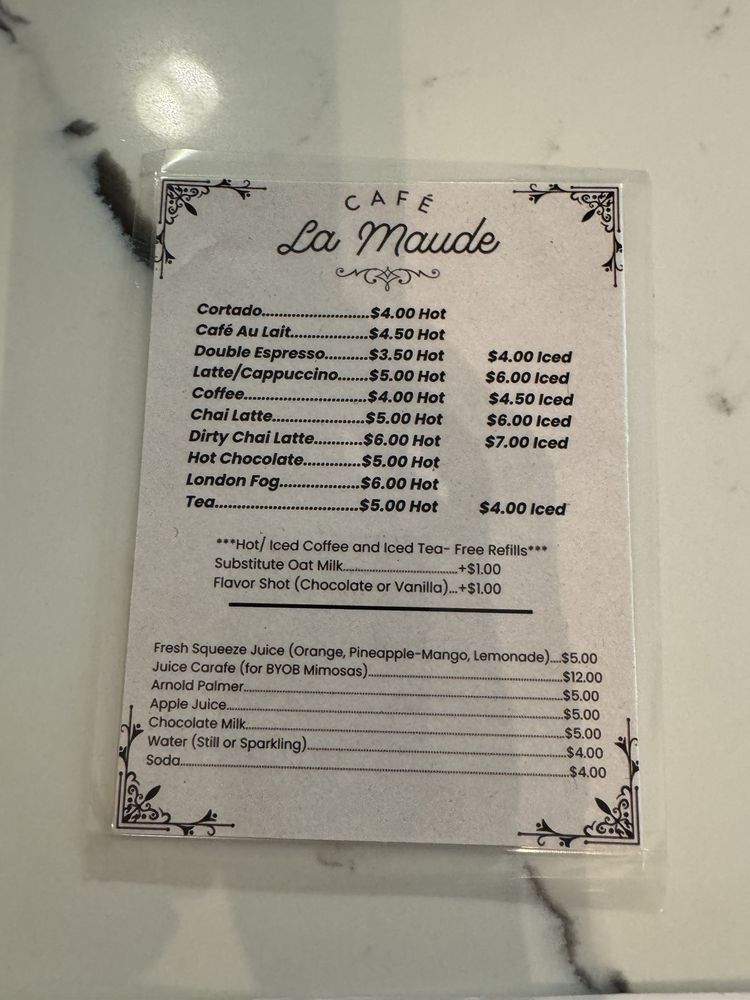 CAFÉ
La Maude
Cortado..........................$4.00 Hot
Café Au Lait..................$4.50 Hot
Double Espresso..........$3.50 Hot $4.00 Iced
Latte/Cappuccino.......$5.00 Hot $6.00 Iced
Coffee.............................$4.00 Hot $4.50 Iced
Chai Latte......................$5.00 Hot $6.00 Iced
Dirty Chai Latte............$6.00 Hot $7.00 Iced
Hot Chocolate..............$5.00 Hot
London Fog...................$6.00 Hot
Tea..................................$5.00 Hot $4.00 Iced
***Hot/ Iced Coffee and Iced Tea- Free Refills***
Substitute Oat Milk................................+$1.00
Flavor Shot (Chocolate or Vanilla)...+$1.00
Fresh Squeeze Juice (Orange, Pineapple-Mango, Lemonade)....$5.00
Juice Carafe (for BYOB Mimosas)................................................$12.00
Arnold Palmer................................................................................$5.00
Apple Juice.....................................................................................$5.00
Chocolate Milk................................................................................$5.00
Water (Still or Sparkling)................................................................$4.00
Soda................................................................................................$4.00